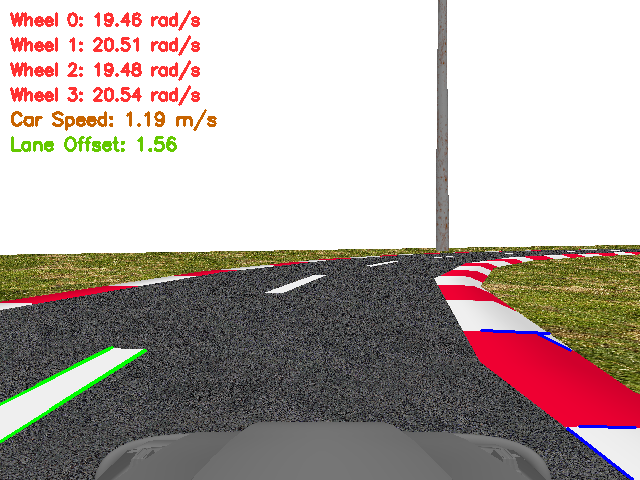 Wheel 0: 19.46 rad/s
Wheel 1: 20.51 rad/s
Wheel 2: 19.48 rad/s
Wheel 3: 20.54 rad/s
Car Speed: 1.19 m/s
Lane Offset: 1.56